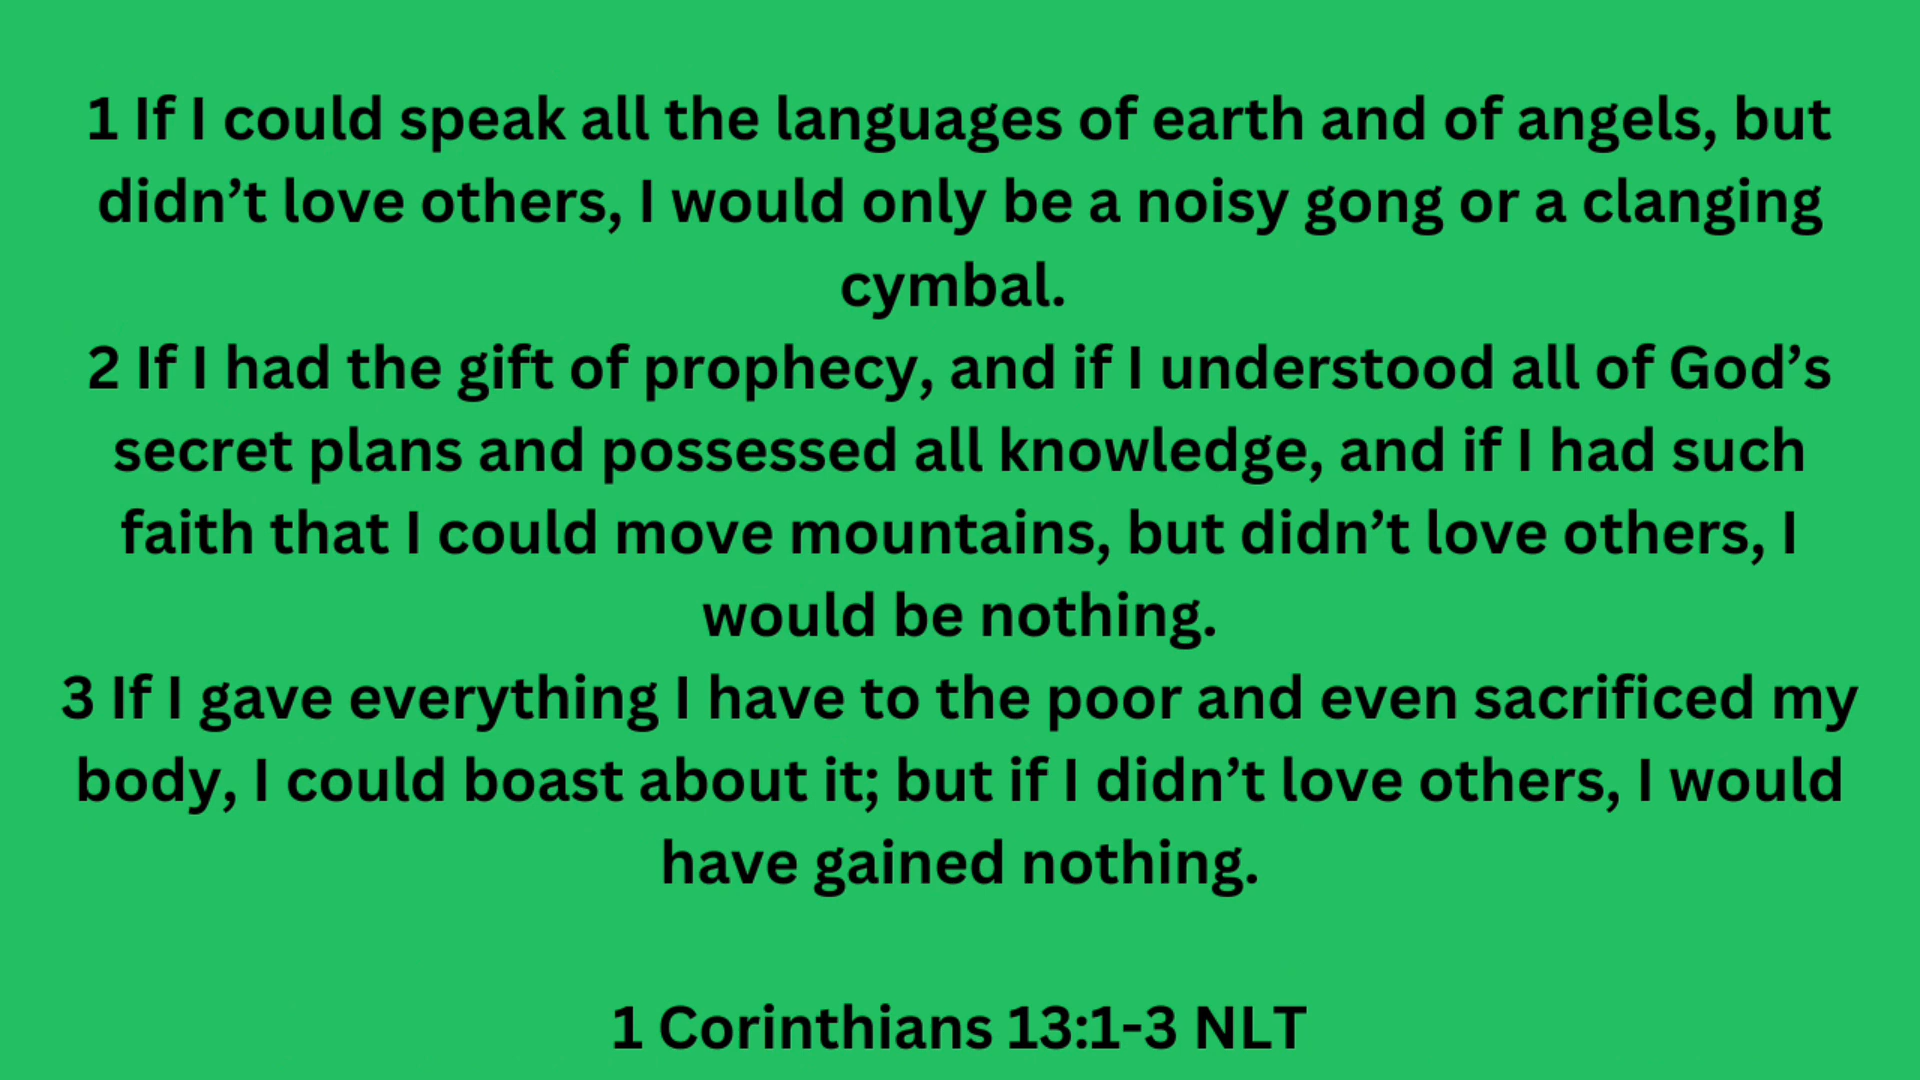 1 If I could speak all the languages of earth and of angels, but
didn’t love others, I would only be a noisy gong or a clanging
cymbal.
2 If I had the gift of prophecy, and if I understood all of God’s
secret plans and possessed all knowledge, and if I had such
faith that I could move mountains, but didn’t love others, I
would be nothing.
3 If I gave everything I have to the poor and even sacrificed my
body, I could boast about it; but if I didn’t love others, I would
have gained nothing.
1 Corinthians 13:1-3 NLT